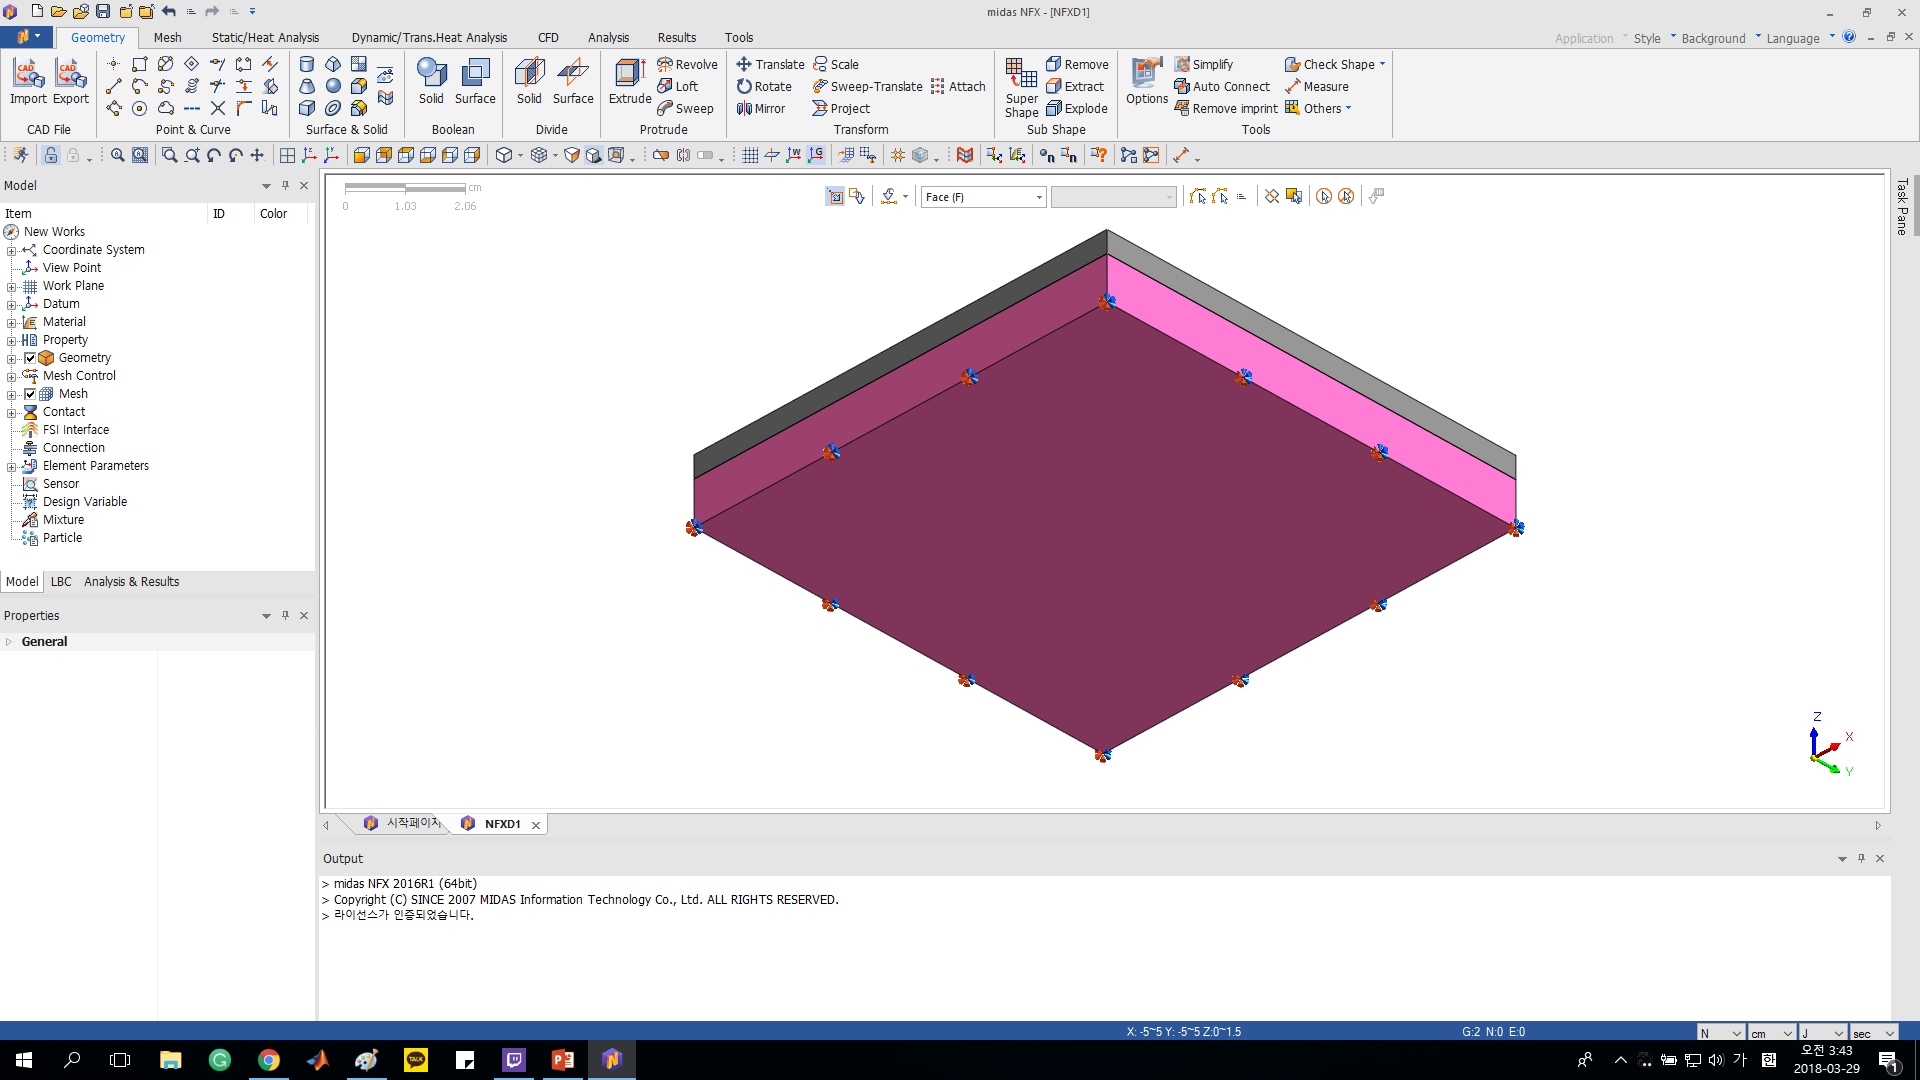 midas NFX - [NFXD1]
Geometry Mesh Static/Heat Analysis Dynamic/Trans.Heat Analysis CFD Analysis Results Tools
Application Style Background Language
Import Export
CAD File
Point & Curve
Surface & Solid
Solid Surface
Boolean
Solid Surface
Divide
Extrude Revolve Loft Sweep
Protrude
Translate Scale
Rotate Sweep-Translate Attach
Mirror Project
Transform
Super Shape Remove Extract Explode
Sub Shape
Options Simplify Check Shape
Auto Connect Measure
Remove imprint Others
Tools
Model
Item ID Color
New Works
Coordinate System
View Point
Work Plane
Datum
Material
Property
Geometry
Mesh Control
Mesh
Contact
FSI Interface
Connection
Element Parameters
Sensor
Design Variable
Mixture
Particle
Model LBC Analysis & Results
Properties
General
cm
0 1.03 2.06
Face (F)
Task Pane
Z
X
Y
시작페이지 NFXD1
Output
> midas NFX 2016R1 (64bit)
> Copyright (C) SINCE 2007 MIDAS Information Technology Co., Ltd. ALL RIGHTS RESERVED.
> 라이선스가 인증되었습니다.
X: -5~5 Y: -5~5 Z:0~1.5
G:2 N:0 E:0
N cm J sec
TALK
가
한
오전 3:43
2018-03-29
1